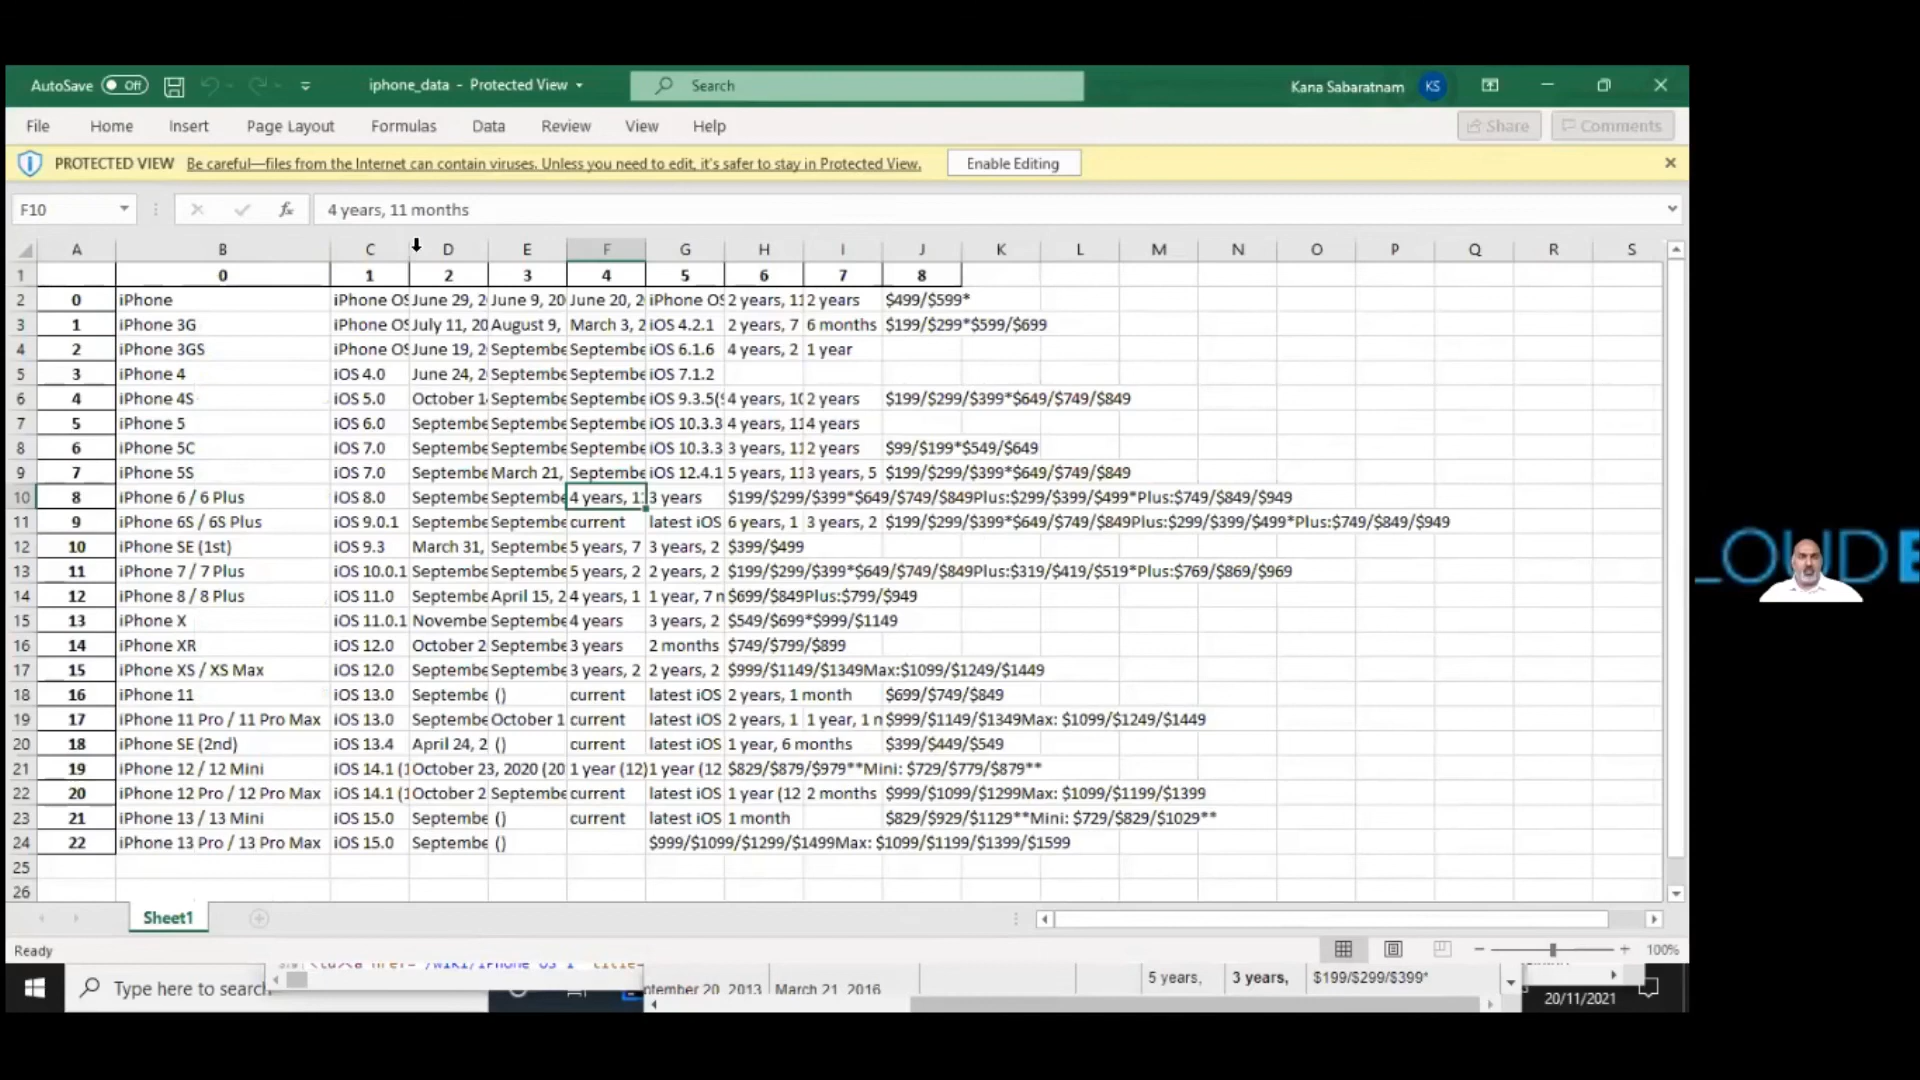 AutoSave Off iphone_data - Protected View Search Kana Sabaratnam KS
File Home Insert Page Layout Formulas Data Review View Help Share Comments
PROTECTED VIEW Be careful—files from the Internet can contain viruses. Unless you need to edit, it's safer to stay in Protected View. Enable Editing
F10 fx 4 years, 11 months
A B C D E F G H I J K L M N O P Q R S
1 0 1 2 3 4 5 6 7 8
2 0 iPhone iPhone OS June 29, 2 June 9, 20 June 20, 2 iPhone OS 2 years, 11 2 years $499/$599*
3 1 iPhone 3G iPhone OS July 11, 20 August 9, March 3, 2 iOS 4.2.1 2 years, 7 6 months $199/$299*$599/$699
4 2 iPhone 3GS iPhone OS June 19, 2 Septembe Septembe iOS 6.1.6 4 years, 2 1 year
5 3 iPhone 4 iOS 4.0 June 24, 2 Septembe Septembe iOS 7.1.2
6 4 iPhone 4S iOS 5.0 October 1 Septembe Septembe iOS 9.3.5(9 4 years, 10 2 years $199/$299/$399*$649/$749/$849
7 5 iPhone 5 iOS 6.0 Septembe Septembe Septembe iOS 10.3.3 4 years, 11 4 years
8 6 iPhone 5C iOS 7.0 Septembe Septembe Septembe iOS 10.3.3 3 years, 11 2 years $99/$199*$549/$649
9 7 iPhone 5S iOS 7.0 Septembe March 21, Septembe iOS 12.4.1 5 years, 11 3 years, 5 $199/$299/$399*$649/$749/$849
10 8 iPhone 6 / 6 Plus iOS 8.0 Septembe Septembe 4 years, 11 3 years $199/$299/$399*$649/$749/$849Plus:$299/$399/$499*Plus:$749/$849/$949
11 9 iPhone 6S / 6S Plus iOS 9.0.1 Septembe Septembe current latest iOS 6 years, 1 3 years, 2 $199/$299/$399*$649/$749/$849Plus:$299/$399/$499*Plus:$749/$849/$949
12 10 iPhone SE (1st) iOS 9.3 March 31, Septembe 5 years, 7 3 years, 2 $399/$499
13 11 iPhone 7 / 7 Plus iOS 10.0.1 Septembe Septembe 5 years, 2 2 years, 2 $199/$299/$399*$649/$749/$849Plus:$319/$419/$519*Plus:$769/$869/$969
14 12 iPhone 8 / 8 Plus iOS 11.0 Septembe April 15, 2 4 years, 1 1 year, 7 m $699/$849Plus:$799/$949
15 13 iPhone X iOS 11.0.1 Novembe Septembe 4 years 3 years, 2 $549/$699*$999/$1149
16 14 iPhone XR iOS 12.0 October 2 Septembe 3 years 2 months $749/$799/$899
17 15 iPhone XS / XS Max iOS 12.0 Septembe Septembe 3 years, 2 2 years, 2 $999/$1149/$1349Max:$1099/$1249/$1449
18 16 iPhone 11 iOS 13.0 Septembe () current latest iOS 2 years, 1 month $699/$749/$849
19 17 iPhone 11 Pro / 11 Pro Max iOS 13.0 Septembe October 1 current latest iOS 2 years, 1 1 year, 1 m $999/$1149/$1349Max: $1099/$1249/$1449
20 18 iPhone SE (2nd) iOS 13.4 April 24, 2 () current latest iOS 1 year, 6 months $399/$449/$549
21 19 iPhone 12 / 12 Mini iOS 14.1 (1 October 23, 2020 (20 1 year (12) 1 year (12 $829/$879/$979**Mini: $729/$779/$879**
22 20 iPhone 12 Pro / 12 Pro Max iOS 14.1 (1 October 2 Septembe current latest iOS 1 year (12 2 months $999/$1099/$1299Max: $1099/$1199/$1399
23 21 iPhone 13 / 13 Mini iOS 15.0 Septembe () current latest iOS 1 month $829/$929/$1129**Mini: $729/$829/$1029**
24 22 iPhone 13 Pro / 13 Pro Max iOS 15.0 Septembe () $999/$1099/$1299/$1499Max: $1099/$1199/$1399/$1599
25
26
Sheet1
Ready 100%
Type here to search tember 20, 2013 March 21, 2016 5 years, 3 years, $199/$299/$399*
20/11/2021
LOUD